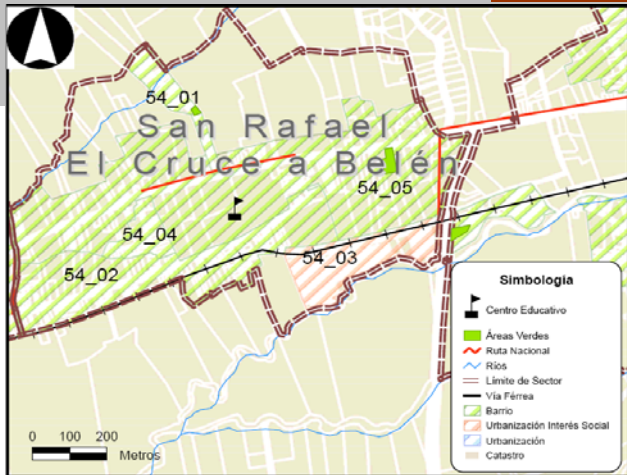 54_01
San Rafael
El Cruce a Belén
54_05
54_04
54_03
54_02
Simbología
Centro Educativo
Áreas Verdes
Ruta Nacional
Ríos
Límite de Sector
Vía Férrea
Barrio
Urbanización Interés Social
Urbanización
Catastro
0 100 200
Metros